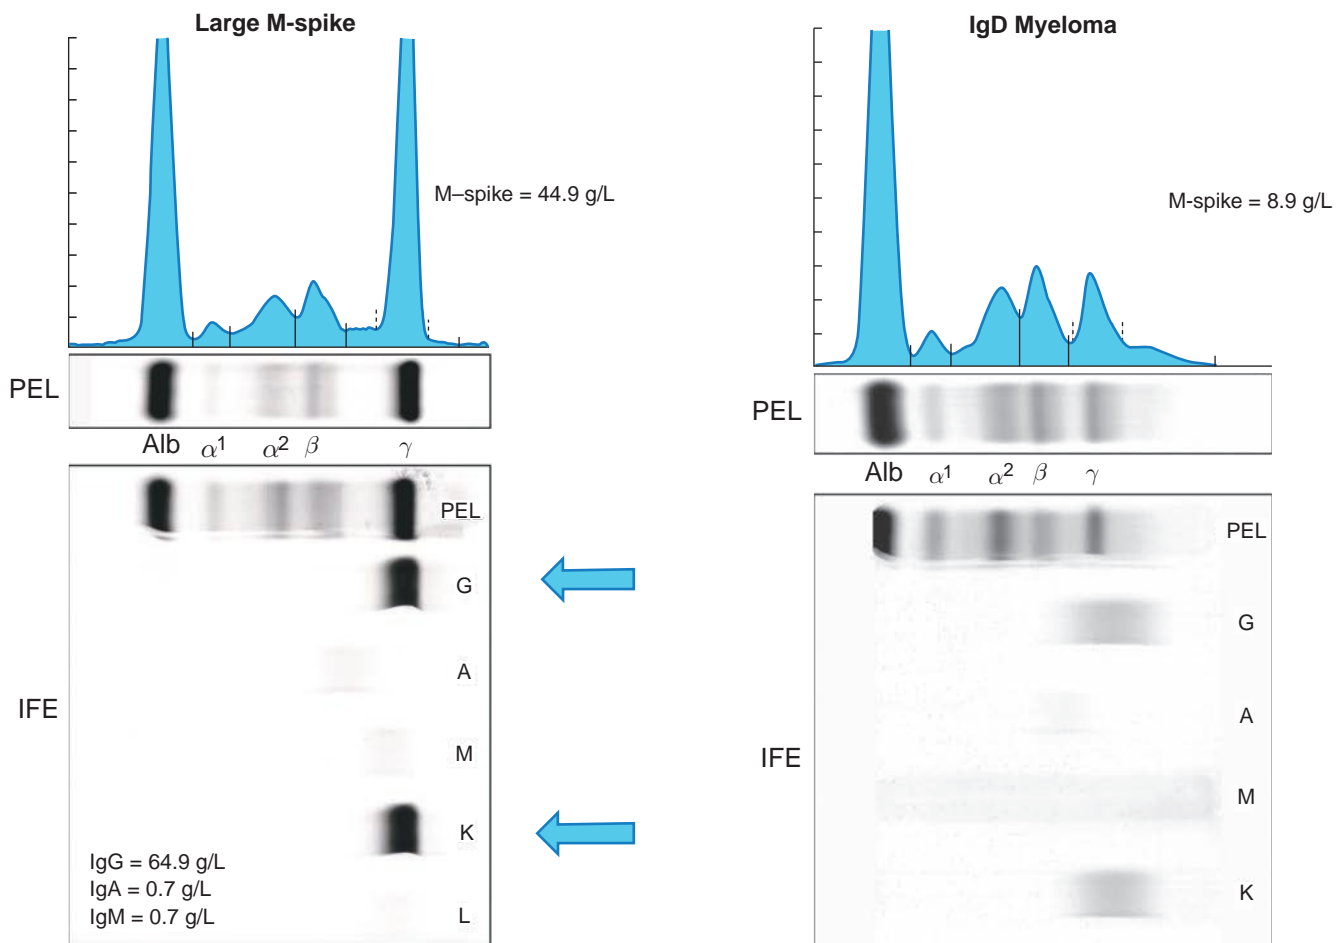 Large M-spike
M–spike = 44.9 g/L
PEL
Alb α1 α2 β γ
PEL
G
A
IFE
M
K
IgG = 64.9 g/L
IgA = 0.7 g/L
IgM = 0.7 g/L
L
IgD Myeloma
M-spike = 8.9 g/L
PEL
Alb α1 α2 β γ
PEL
G
A
IFE
M
K